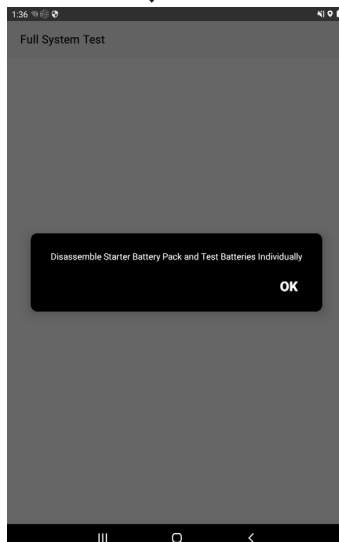 1:36
Full System Test
Disassemble Starter Battery Pack and Test Batteries Individually
OK